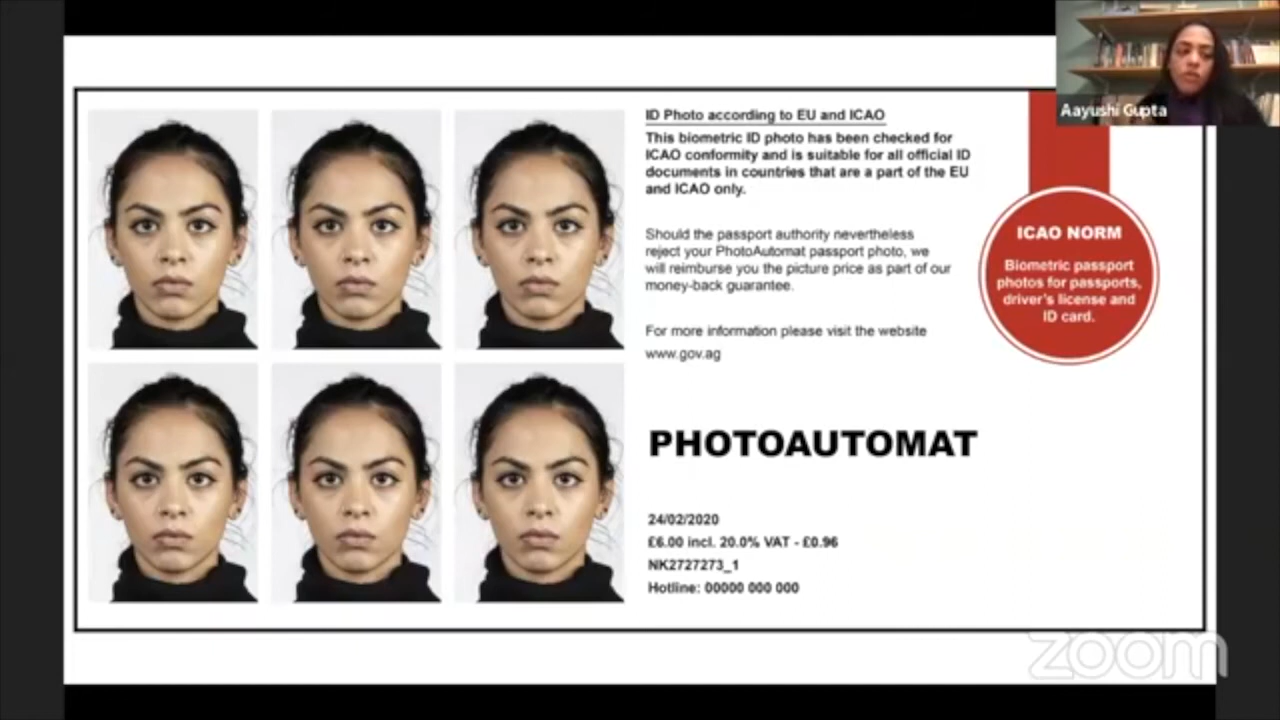 Aayushi Gupta
ID Photo according to EU and ICAO
This biometric ID photo has been checked for
ICAO conformity and is suitable for all official ID
documents in countries that are a part of the EU
and ICAO only.
Should the passport authority nevertheless
reject your PhotoAutomat passport photo, we
will reimburse you the picture price as part of our
money-back guarantee.
For more information please visit the website
www.gov.ag
ICAO NORM
Biometric passport
photos for passports,
driver's license and
ID card.
PHOTOAUTOMAT
24/02/2020
£6.00 incl. 20.0% VAT - £0.96
NK2727273_1
Hotline: 00000 000 000
zoom